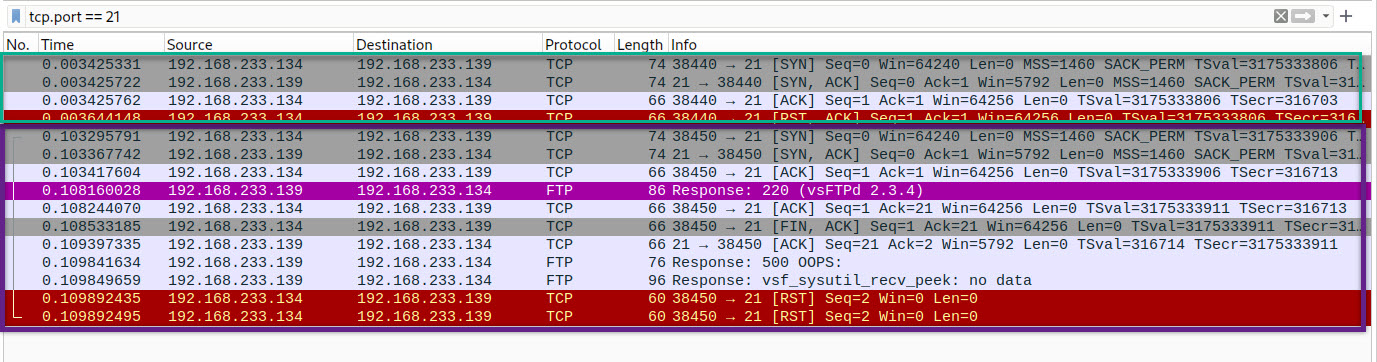 tcp.port == 21
No. Time Source Destination Protocol Length Info
0.003425331 192.168.233.134 192.168.233.139 TCP 74 38440 → 21 [SYN] Seq=0 Win=64240 Len=0 MSS=1460 SACK_PERM TSval=3175333806 T…
0.003425722 192.168.233.139 192.168.233.134 TCP 74 21 → 38440 [SYN, ACK] Seq=0 Ack=1 Win=5792 Len=0 MSS=1460 SACK_PERM TSval=31…
0.003425762 192.168.233.134 192.168.233.139 TCP 66 38440 → 21 [ACK] Seq=1 Ack=1 Win=64256 Len=0 TSval=3175333806 TSecr=316703
0.003644148 192.168.233.134 192.168.233.139 TCP 66 38440 → 21 [RST, ACK] Seq=1 Ack=1 Win=64256 Len=0 TSval=3175333806 TSecr=316…
0.103295791 192.168.233.134 192.168.233.139 TCP 74 38450 → 21 [SYN] Seq=0 Win=64240 Len=0 MSS=1460 SACK_PERM TSval=3175333906 T…
0.103367742 192.168.233.139 192.168.233.134 TCP 74 21 → 38450 [SYN, ACK] Seq=0 Ack=1 Win=5792 Len=0 MSS=1460 SACK_PERM TSval=31…
0.103417604 192.168.233.134 192.168.233.139 TCP 66 38450 → 21 [ACK] Seq=1 Ack=1 Win=64256 Len=0 TSval=3175333906 TSecr=316713
0.108160028 192.168.233.139 192.168.233.134 FTP 86 Response: 220 (vsFTPd 2.3.4)
0.108244070 192.168.233.134 192.168.233.139 TCP 66 38450 → 21 [ACK] Seq=1 Ack=21 Win=64256 Len=0 TSval=3175333911 TSecr=316713
0.108533185 192.168.233.134 192.168.233.139 TCP 66 38450 → 21 [FIN, ACK] Seq=1 Ack=21 Win=64256 Len=0 TSval=3175333911 TSecr=31…
0.109397335 192.168.233.139 192.168.233.134 TCP 66 21 → 38450 [ACK] Seq=21 Ack=2 Win=5792 Len=0 TSval=316714 TSecr=3175333911
0.109841634 192.168.233.139 192.168.233.134 FTP 76 Response: 500 OOPS:
0.109849659 192.168.233.139 192.168.233.134 FTP 96 Response: vsf_sysutil_recv_peek: no data
0.109892435 192.168.233.134 192.168.233.139 TCP 60 38450 → 21 [RST] Seq=2 Win=0 Len=0
0.109892495 192.168.233.134 192.168.233.139 TCP 60 38450 → 21 [RST] Seq=2 Win=0 Len=0